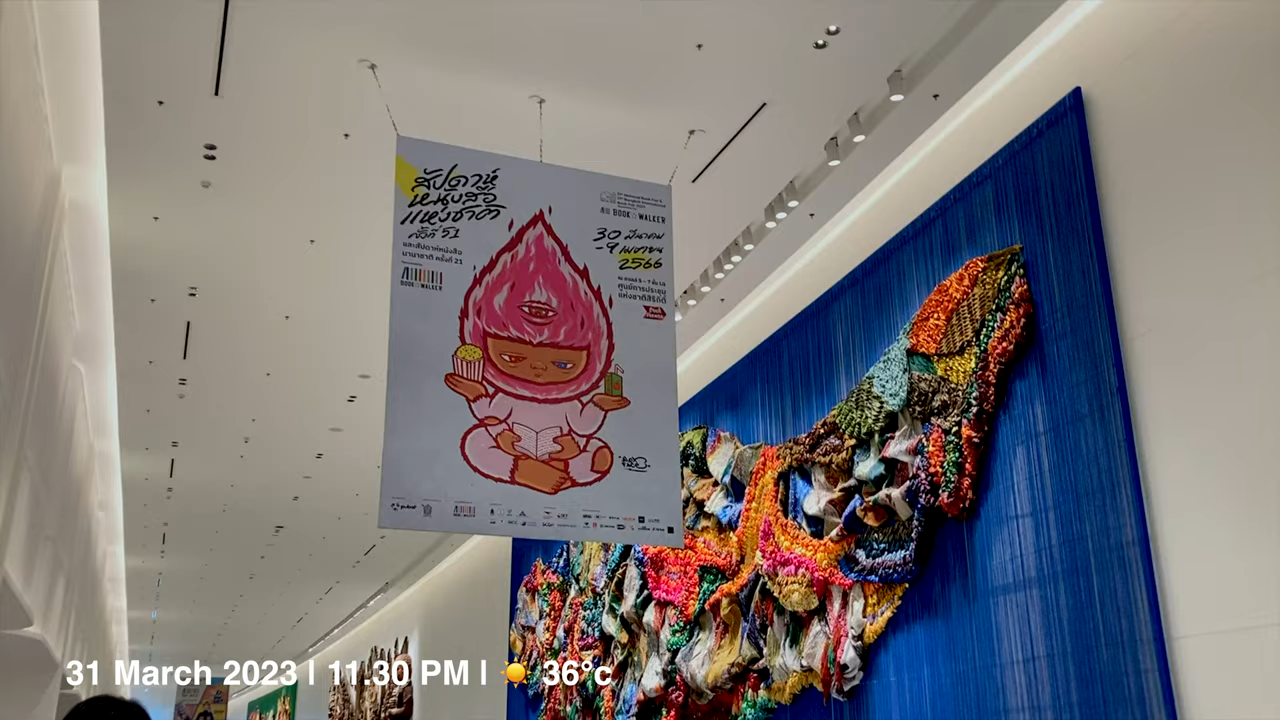 สัปดาห์
หนังสือ
แห่งชาติ
ครั้งที่ 51
และสัปดาห์หนังสือ
นานาชาติ ครั้งที่ 21
BOOK WALKER
BOOK WALKER
30 มีนาคม
-9 เมษายน
2566
ศูนย์การประชุม
แห่งชาติสิริกิติ์
BOOK WALKER
31 March 2023 | 11.30 PM | ☀️ 36°c